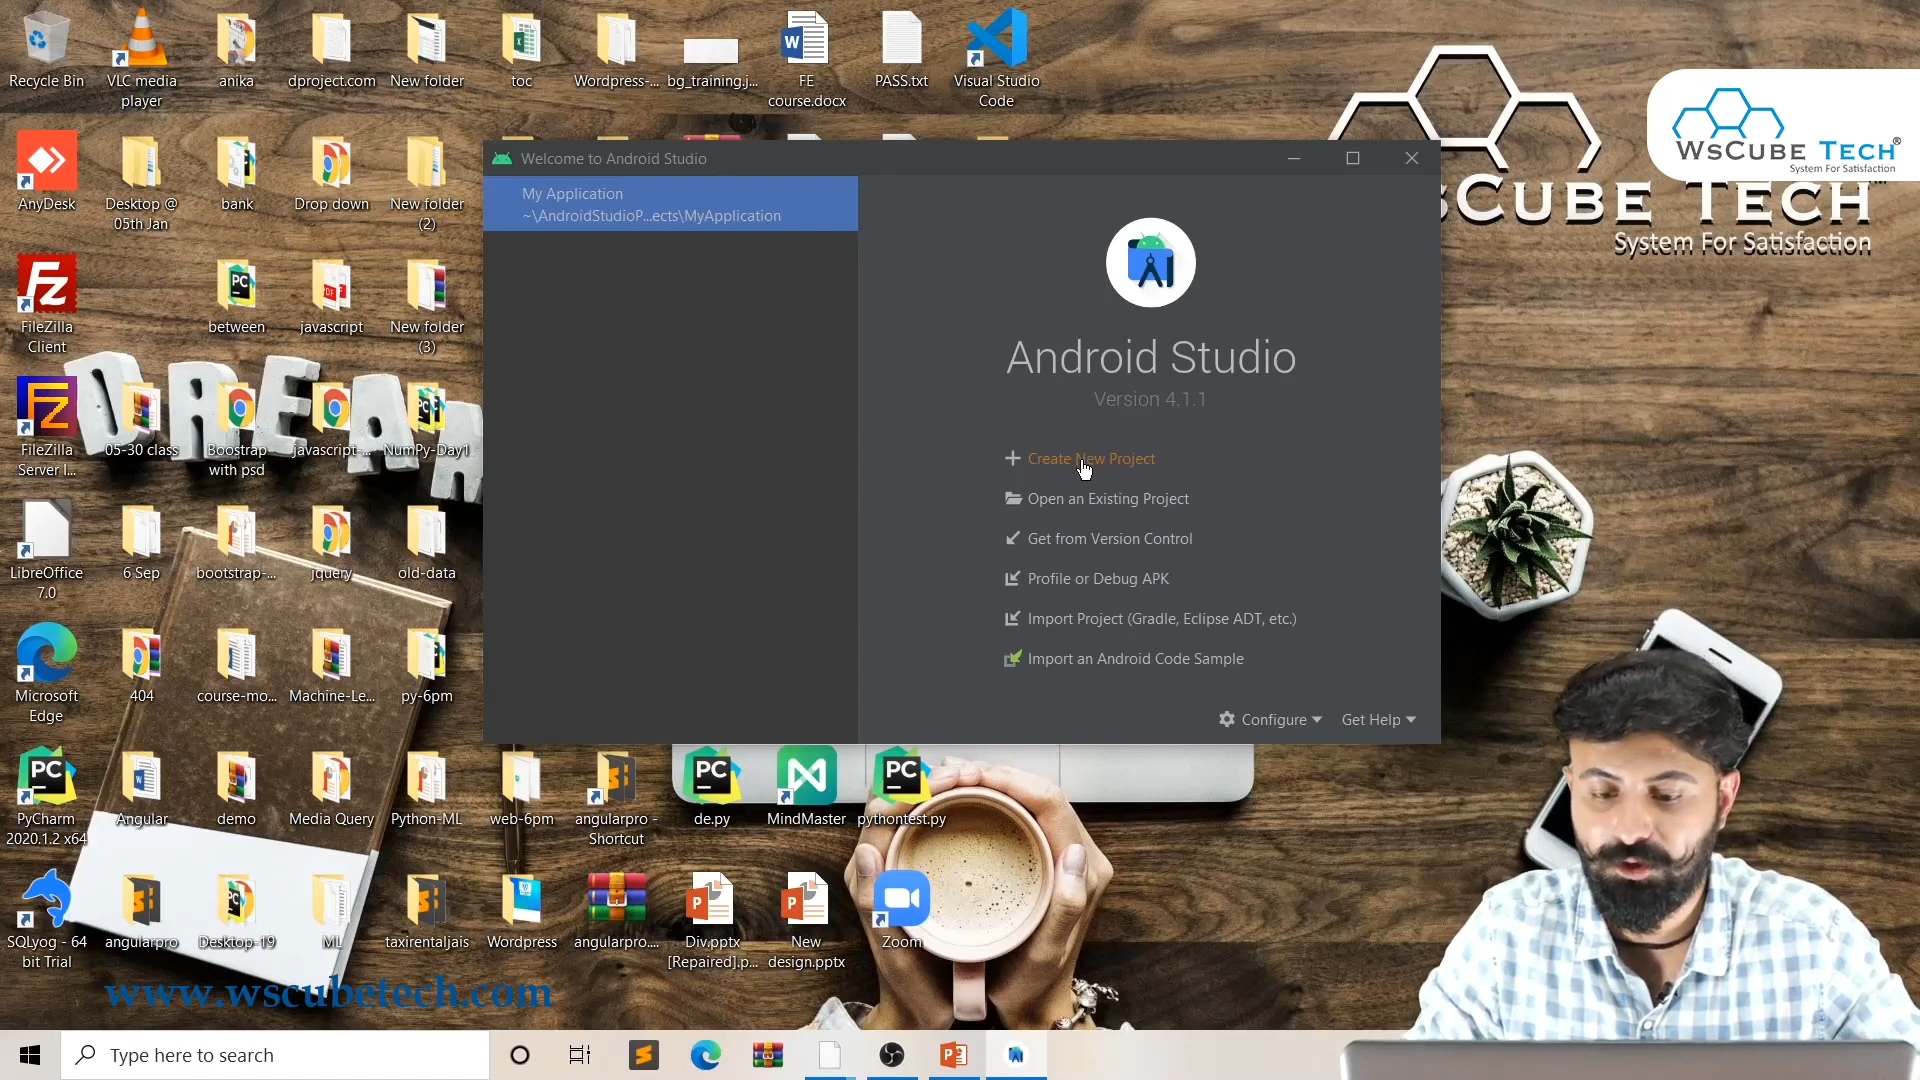 Recycle Bin
VLC media
player
anika
dproject.com
New folder
toc
Wordpress-...
bg_training.j...
FE
course.docx
PASS.txt
Visual Studio
Code
AnyDesk
Desktop @
05th Jan
bank
Drop down
New folder
(2)
FileZilla
Client
between
javascript
New folder
(3)
FileZilla
Server I...
05-30 class
Boostrap
with psd
javascript-...
NumPy-Day1
LibreOffice
7.0
6 Sep
bootstrap-...
jquery
old-data
Microsoft
Edge
404
course-mo...
Machine-Le...
py-6pm
PyCharm
2020.1.2 x64
Angular
demo
Media Query
Python-ML
web-6pm
angularpro -
Shortcut
de.py
MindMaster
pythontest.py
SQLyog - 64
bit Trial
angularpro
Desktop-19
ML
taxirentaljais
Wordpress
angularpro....
Div.pptx
[Repaired].p...
New
design.pptx
Zoom
Welcome to Android Studio
My Application
~\AndroidStudioP...ects\MyApplication
Android Studio
Version 4.1.1
Create New Project
Open an Existing Project
Get from Version Control
Profile or Debug APK
Import Project (Gradle, Eclipse ADT, etc.)
Import an Android Code Sample
Configure
Get Help
WsCube Tech®
System For Satisfaction
sCube Tech
System For Satisfaction
DREAM
www.wscubetech.com
Type here to search